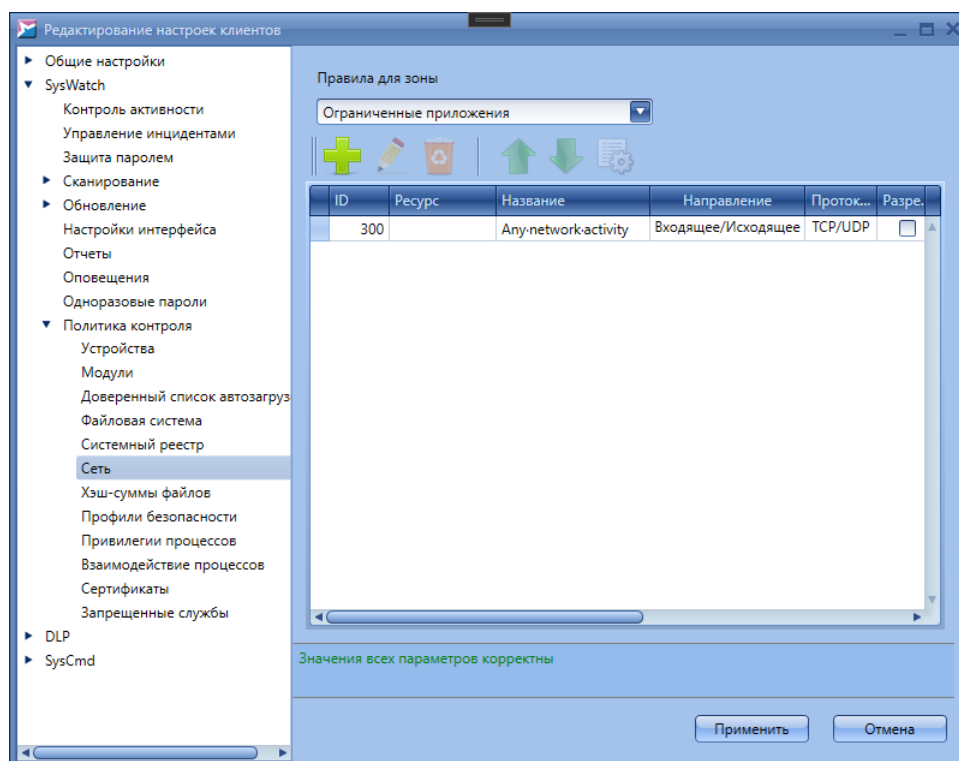 Редактирование настроек клиентов
Общие настройки
SysWatch
Контроль активности
Управление инцидентами
Защита паролем
Сканирование
Обновление
Настройки интерфейса
Отчеты
Оповещения
Одноразовые пароли
Политика контроля
Устройства
Модули
Доверенный список автозагруз
Файловая система
Системный реестр
Сеть
Хэш-суммы файлов
Профили безопасности
Привилегии процессов
Взаимодействие процессов
Сертификаты
Запрещенные службы
DLP
SysCmd
Правила для зоны
Ограниченные приложения
ID Ресурс Название Направление Проток... Разре.
300 Any·network·activity Входящее/Исходящее TCP/UDP
Значения всех параметров корректны
Применить Отмена